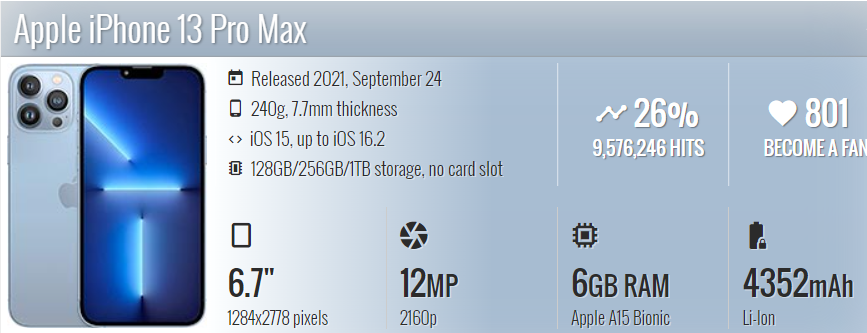 Apple iPhone 13 Pro Max
Released 2021, September 24
240g, 7.7mm thickness
iOS 15, up to iOS 16.2
128GB/256GB/1TB storage, no card slot
26%
9,576,246 HITS
801
BECOME A FAN
6.7"
1284x2778 pixels
12MP
2160p
6GB RAM
Apple A15 Bionic
4352mAh
Li-Ion